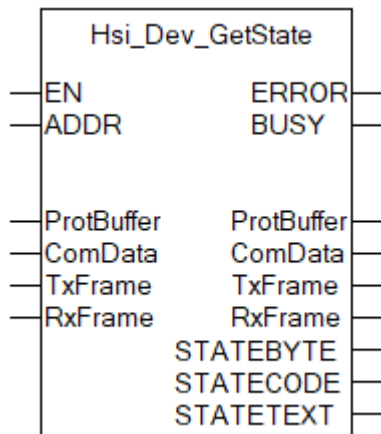 Hsi_Dev_GetState
EN ERROR
ADDR BUSY
ProtBuffer ProtBuffer
ComData ComData
TxFrame TxFrame
RxFrame RxFrame
STATEBYTE
STATECODE
STATETEXT